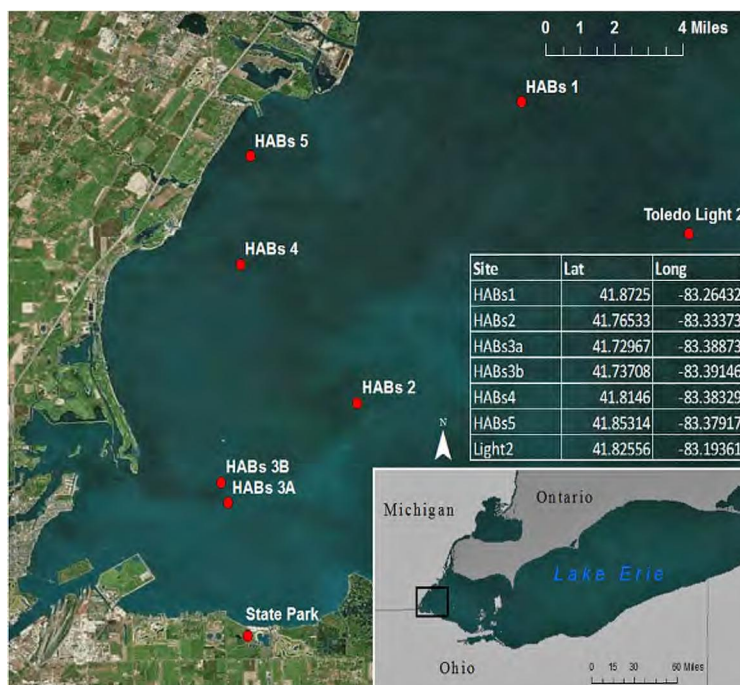 0 2 4 Miles
HABs 1
HABs 5
Toledo Light 2
HABs 4
Site Lat Long
HABs1 41.8725 -83.26432
HABs2 41.76533 -83.33373
HABs3a 41.72967 -83.38873
HABs3b 41.73708 -83.39146
HABs4 41.8146 -83.38329
HABs5 41.85314 -83.37917
Light2 41.82556 -83.19361
HABs 2
N
HABs 3B
HABs 3A
State Park
Michigan
Ontario
Lake Erie
Ohio
0 15 30 60 Miles